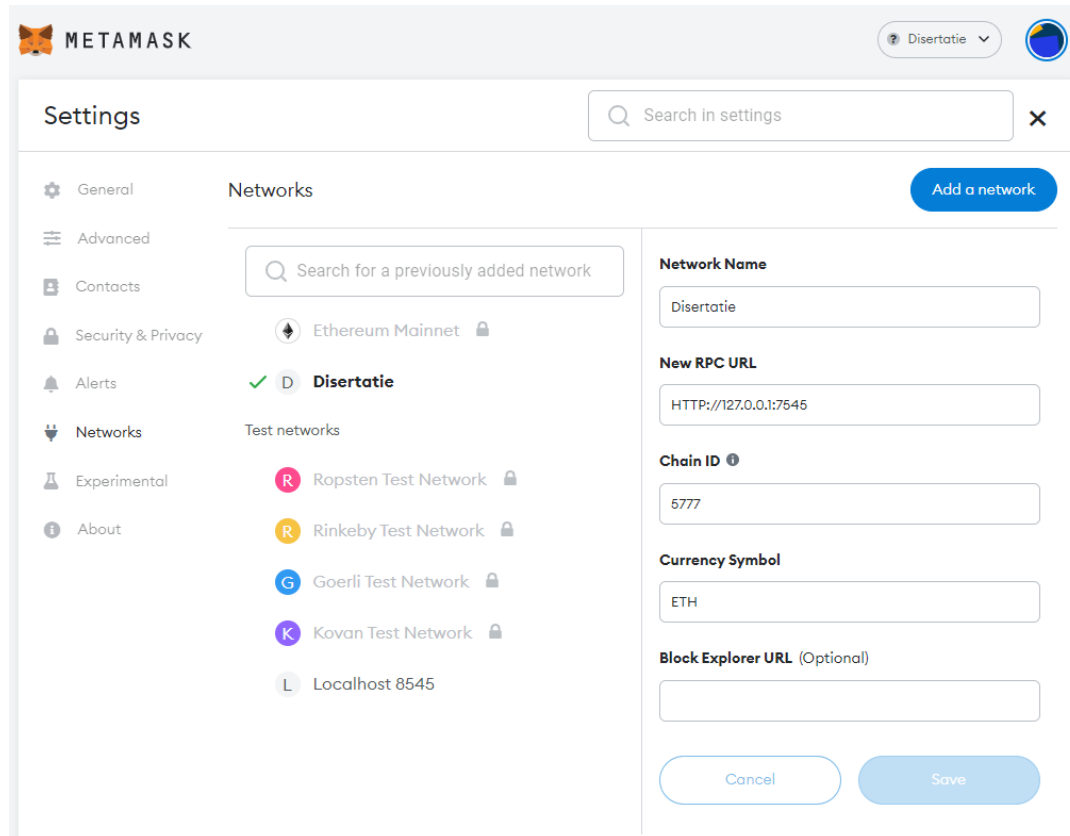 METAMASK
? Disertatie
Settings
Search in settings
General
Advanced
Contacts
Security & Privacy
Alerts
Networks
Experimental
About
Networks
Add a network
Search for a previously added network
Ethereum Mainnet
D Disertatie
Test networks
R Ropsten Test Network
R Rinkeby Test Network
G Goerli Test Network
K Kovan Test Network
L Localhost 8545
Network Name
Disertatie
New RPC URL
HTTP://127.0.0.1:7545
Chain ID
5777
Currency Symbol
ETH
Block Explorer URL (Optional)
Cancel
Save